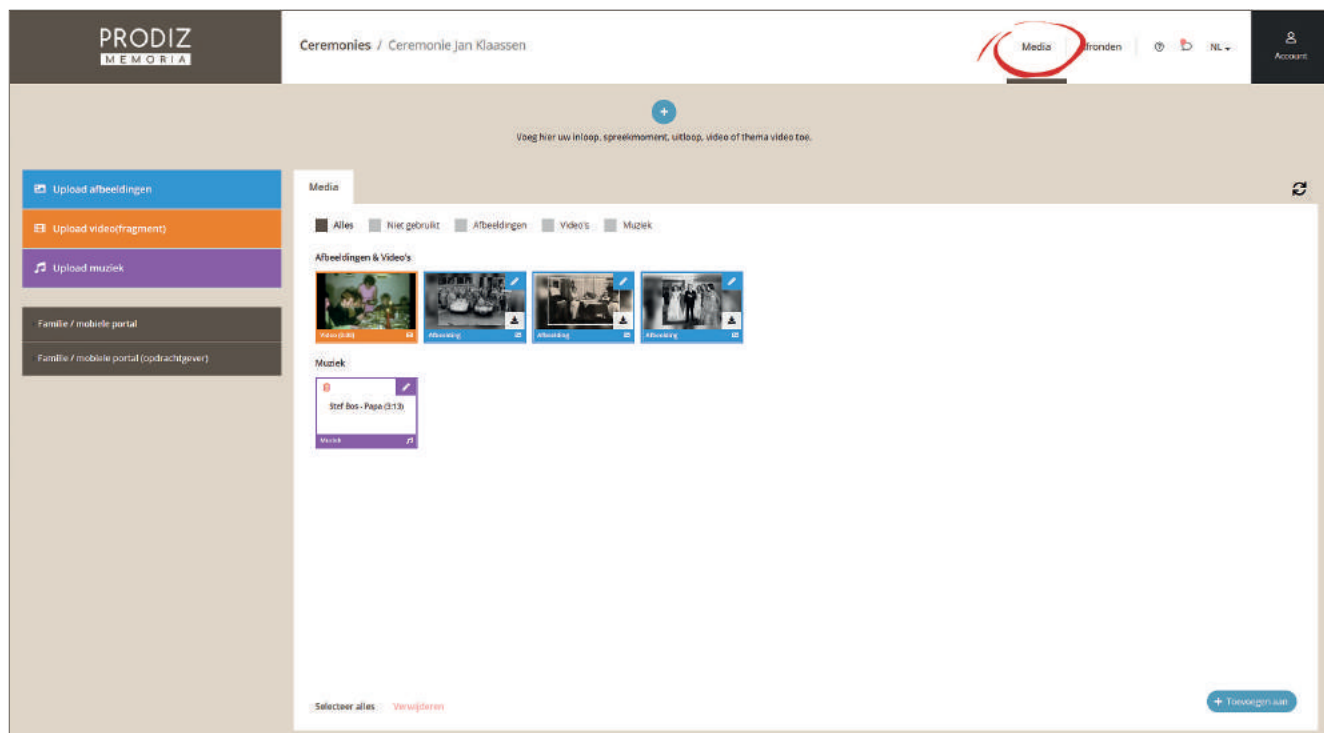 PRODIZ
MEMORIA
Ceremonies / Ceremonie Jan Klaassen
Media
fronden
NL
Account
Voeg hier uw inloop, spreekmoment, uitloop, video of thema video toe.
Upload afbeeldingen
Upload video(fragment)
Upload muziek
Familie / mobiele portal
Familie / mobiele portal (opdrachtgever)
Media
Alles Niet gebruikt Afbeeldingen Video's Muziek
Afbeeldingen & Video's
Afbeelding Afbeelding Afbeelding
Muziek
Stef Bos - Papa (3:13)
Muziek
Selecteer alles Verwijderen
+ Toevoegen aan